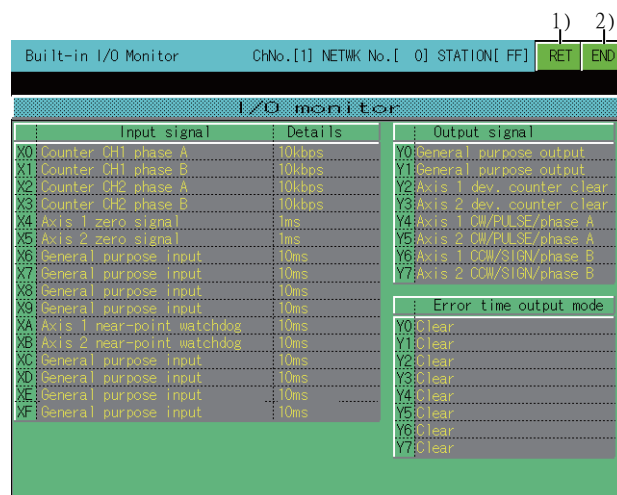 1) 2)
Built-in I/O Monitor ChNo.[1] NETWK No.[ 0] STATION[ FF] RET END
I/O monitor
Input signal Details
X0 Counter CH1 phase A 10kbps
X1 Counter CH1 phase B 10kbps
X2 Counter CH2 phase A 10kbps
X3 Counter CH2 phase B 10kbps
X4 Axis 1 zero signal 1ms
X5 Axis 2 zero signal 1ms
X6 General purpose input 10ms
X7 General purpose input 10ms
X8 General purpose input 10ms
X9 General purpose input 10ms
XA Axis 1 near-point watchdog 10ms
XB Axis 2 near-point watchdog 10ms
XC General purpose input 10ms
XD General purpose input 10ms
XE General purpose input 10ms
XF General purpose input 10ms
Output signal
Y0 General purpose output
Y1 General purpose output
Y2 Axis 1 dev. counter clear
Y3 Axis 2 dev. counter clear
Y4 Axis 1 CW/PULSE/phase A
Y5 Axis 2 CW/PULSE/phase A
Y6 Axis 1 CCW/SIGN/phase B
Y7 Axis 2 CCW/SIGN/phase B
Error time output mode
Y0 Clear
Y1 Clear
Y2 Clear
Y3 Clear
Y4 Clear
Y5 Clear
Y6 Clear
Y7 Clear